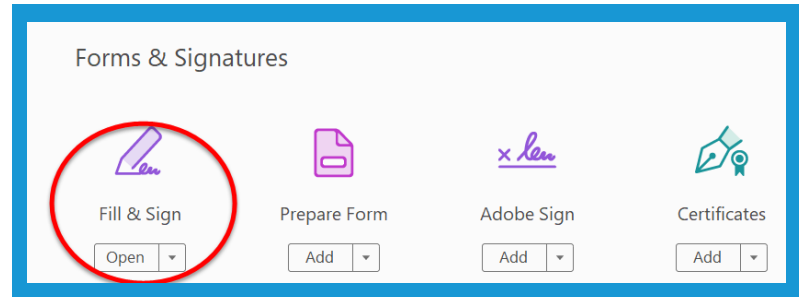 Forms & Signatures
Fill & Sign
Prepare Form
Adobe Sign
Certificates
Open
Add
Add
Add